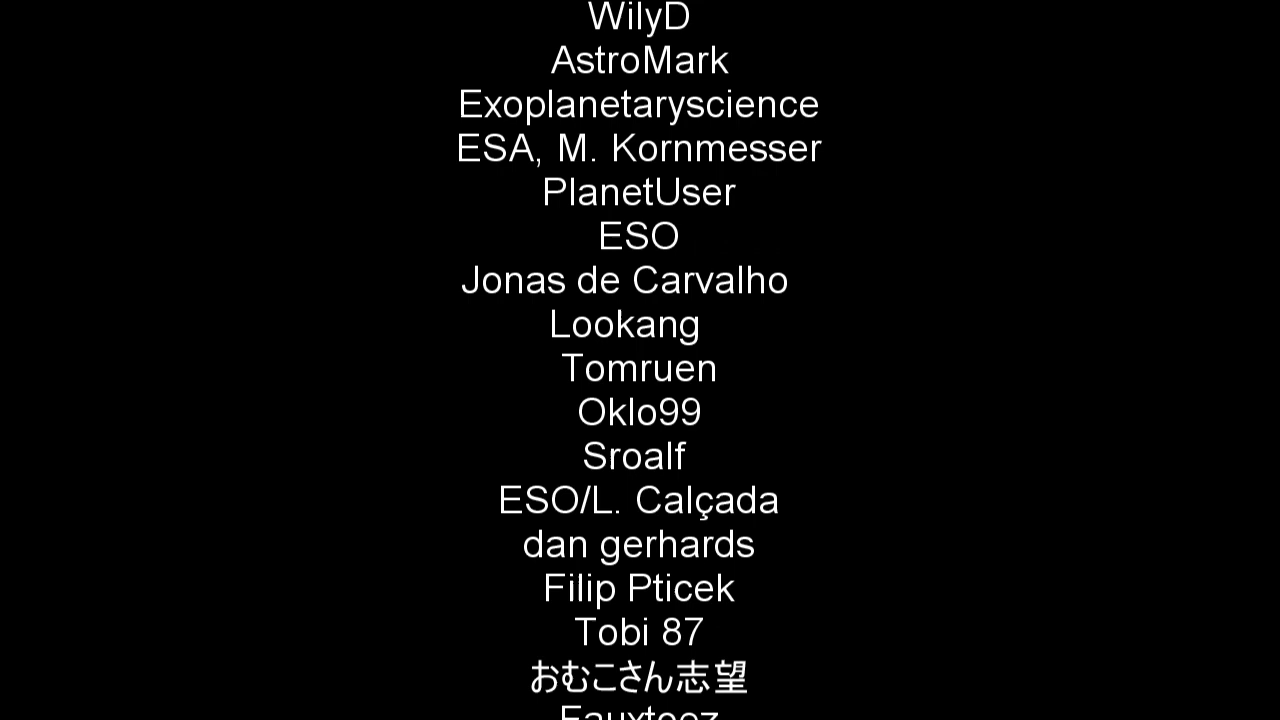 WilyD
AstroMark
Exoplanetaryscience
ESA, M. Kornmesser
PlanetUser
ESO
Jonas de Carvalho
Lookang
Tomruen
Oklo99
Sroalf
ESO/L. Calçada
dan gerhards
Filip Pticek
Tobi 87
おむこさん志望